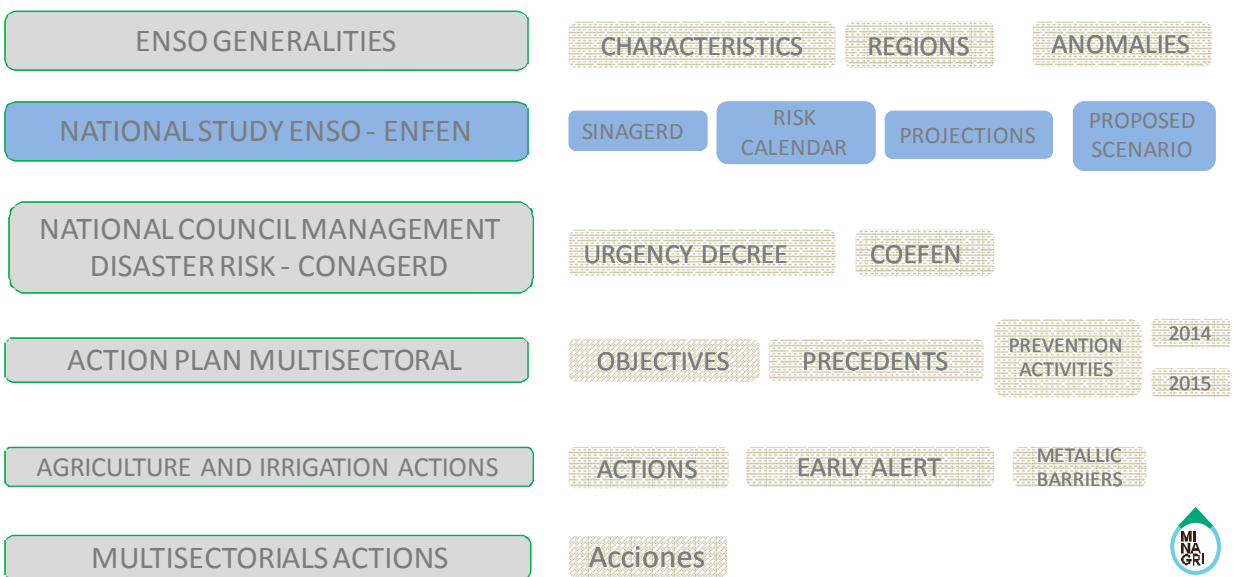 ENSO GENERALITIES
CHARACTERISTICS
REGIONS
ANOMALIES
NATIONAL STUDY ENSO - ENFEN
SINAGERD
RISK
CALENDAR
PROJECTIONS
PROPOSED
SCENARIO
NATIONAL COUNCIL MANAGEMENT
DISASTER RISK - CONAGERD
URGENCY DECREE
COEFEN
ACTION PLAN MULTISECTORAL
OBJECTIVES
PRECEDENTS
PREVENTION
ACTIVITIES
2014
2015
AGRICULTURE AND IRRIGATION ACTIONS
ACTIONS
EARLY ALERT
METALLIC
BARRIERS
MULTISECTORIALS ACTIONS
Acciones
MI
NA
GRI